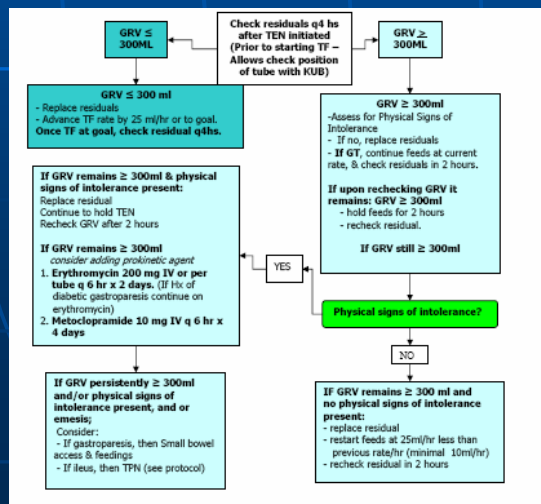 GRV ≤
300ML
Check residuals q4 hs
after TEN initiated
(Prior to starting TF –
Allows check position
of tube with KUB)
GRV ≥
300ML
GRV ≤ 300 ml
- Replace residuals
- Advance TF rate by 25 ml/hr or to goal.
Once TF at goal, check residual q4hs.
GRV ≥ 300ml
-Assess for Physical Signs of
Intolerance
- If no, replace residuals
- If GT, continue feeds at current
rate, & check residuals in 2 hours.
If upon rechecking GRV it
remains: GRV ≥ 300ml
- hold feeds for 2 hours
- recheck residual.
If GRV still ≥ 300ml
If GRV remains ≥ 300ml & physical
signs of intolerance present:
Replace residual
Continue to hold TEN
Recheck GRV after 2 hours
If GRV remains ≥ 300ml
consider adding prokinetic agent
1. Erythromycin 200 mg IV or per
tube q 6 hr x 2 days. (If Hx of
diabetic gastroparesis continue on
erythromycin)
2. Metoclopramide 10 mg IV q 6 hr x
4 days
YES
Physical signs of intolerance?
NO
If GRV persistently ≥ 300ml
and/or physical signs of
intolerance present, and or
emesis;
Consider:
- If gastroparesis, then Small bowel
access & feedings
- If ileus, then TPN (see protocol)
IF GRV remains ≥ 300 ml and
no physical signs of intolerance
present:
- replace residual
- restart feeds at 25ml/hr less than
previous rate/hr (minimal 10ml/hr)
- recheck residual in 2 hours